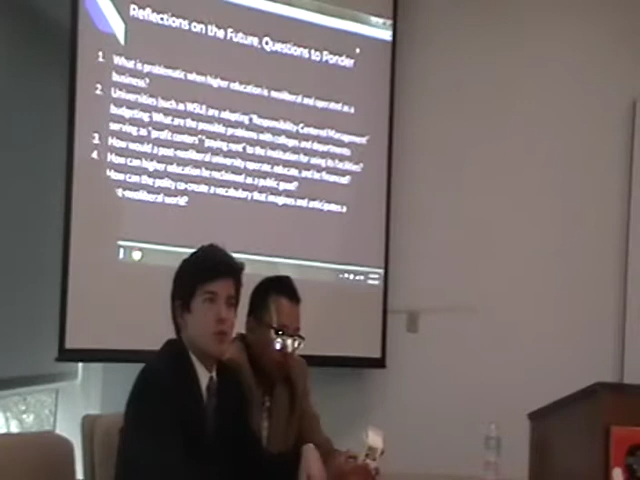 Reflections on the Future, Questions to Ponder
1. What is problematic when higher education is neoliberal and operated as a
business?
2. Universities (such as WSU) are adopting "Responsibility Centered Management"
budgeting: What are the possible problems with colleges and departments
serving as "profit centers" "paying rent" to the institution for using its facilities?
3. How would a post-neoliberal university operate, educate, and be financed?
4. How can higher education be reclaimed as a public good?
How can the polity co-create a vocabulary that imagines and anticipates a
-neoliberal world?